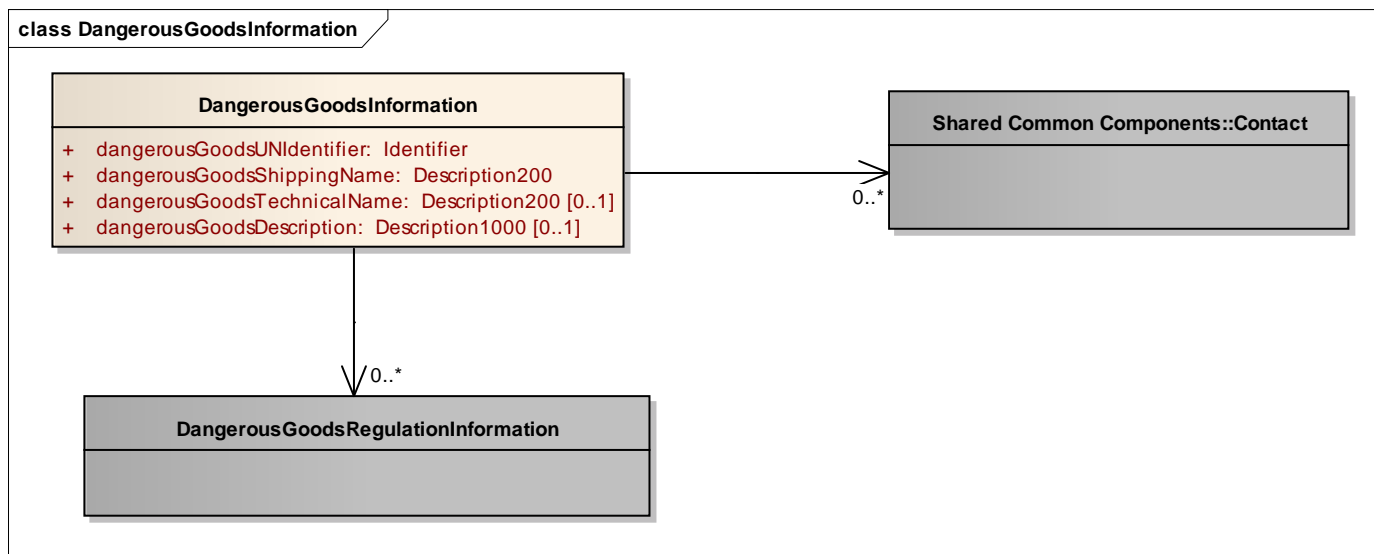 class DangerousGoodsInformation
DangerousGoodsInformation
+ dangerousGoodsUNIdentifier: Identifier
+ dangerousGoodsShippingName: Description200
+ dangerousGoodsTechnicalName: Description200 [0..1]
+ dangerousGoodsDescription: Description1000 [0..1]
Shared Common Components::Contact
0..*
0..*
DangerousGoodsRegulationInformation